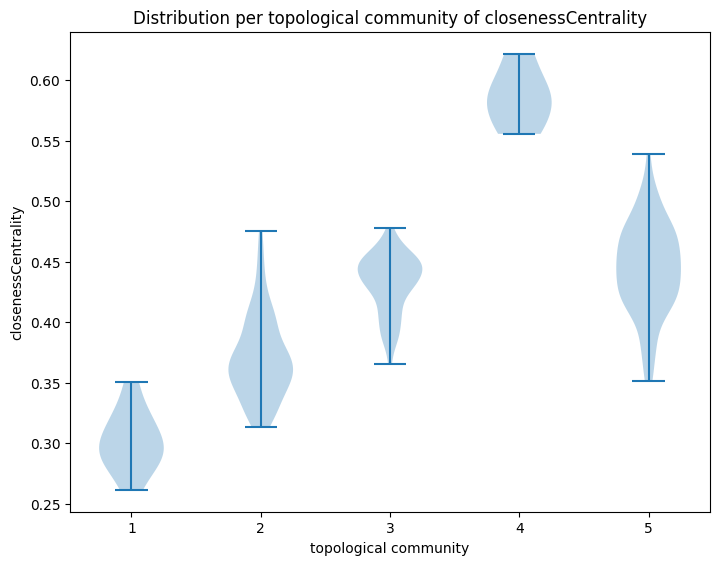 Distribution per topological community of closenessCentrality
closenessCentrality
0.60
0.55
0.50
0.45
0.40
0.35
0.30
0.25
1 2 3 4 5
topological community